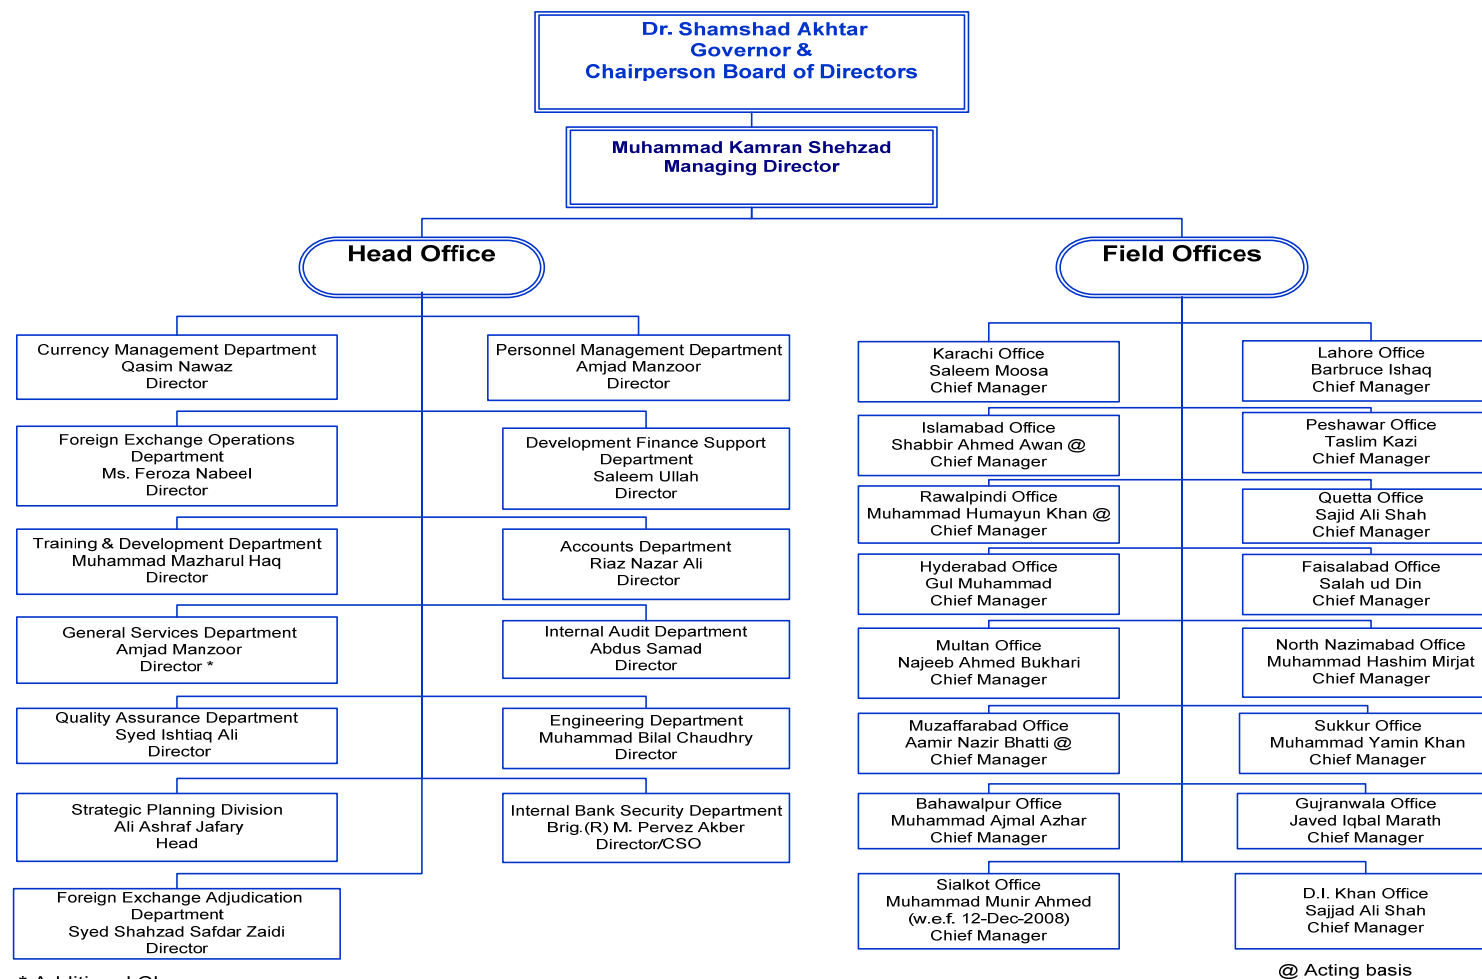 Dr. Shamshad Akhtar
Governor &
Chairperson Board of Directors
Muhammad Kamran Shehzad
Managing Director
Head Office
Currency Management Department
Qasim Nawaz
Director
Personnel Management Department
Amjad Manzoor
Director
Foreign Exchange Operations
Department
Ms. Feroza Nabeel
Director
Development Finance Support
Department
Saleem Ullah
Director
Training & Development Department
Muhammad Mazharul Haq
Director
Accounts Department
Riaz Nazar Ali
Director
General Services Department
Amjad Manzoor
Director *
Internal Audit Department
Abdus Samad
Director
Quality Assurance Department
Syed Ishtiaq Ali
Director
Engineering Department
Muhammad Bilal Chaudhry
Director
Strategic Planning Division
Ali Ashraf Jafary
Head
Internal Bank Security Department
Brig.(R) M. Pervez Akber
Director/CSO
Foreign Exchange Adjudication
Department
Syed Shahzad Safdar Zaidi
Director
Field Offices
Karachi Office
Saleem Moosa
Chief Manager
Lahore Office
Barbruce Ishaq
Chief Manager
Islamabad Office
Shabbir Ahmed Awan @
Chief Manager
Peshawar Office
Taslim Kazi
Chief Manager
Rawalpindi Office
Muhammad Humayun Khan @
Chief Manager
Quetta Office
Sajid Ali Shah
Chief Manager
Hyderabad Office
Gul Muhammad
Chief Manager
Faisalabad Office
Salah ud Din
Chief Manager
Multan Office
Najeeb Ahmed Bukhari
Chief Manager
North Nazimabad Office
Muhammad Hashim Mirjat
Chief Manager
Muzaffarabad Office
Aamir Nazir Bhatti @
Chief Manager
Sukkur Office
Muhammad Yamin Khan
Chief Manager
Bahawalpur Office
Muhammad Ajmal Azhar
Chief Manager
Gujranwala Office
Javed Iqbal Marath
Chief Manager
Sialkot Office
Muhammad Munir Ahmed
(w.e.f. 12-Dec-2008)
Chief Manager
D.I. Khan Office
Sajjad Ali Shah
Chief Manager
@ Acting basis